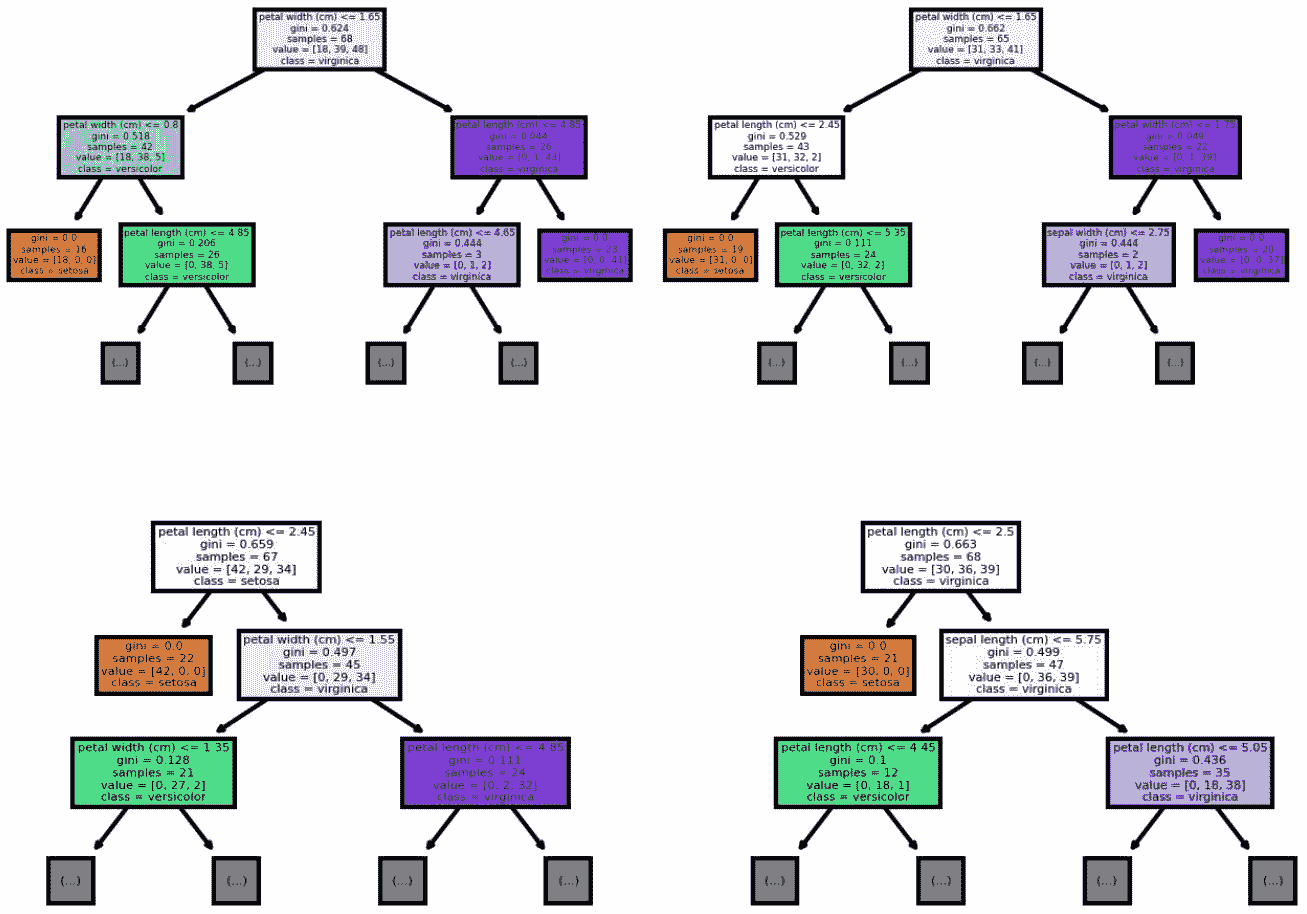 petal width (cm) <= 1.65
gini = 0.624
samples = 68
value = [18, 39, 48]
class = virginica
petal width (cm) <= 0.8
gini = 0.518
samples = 42
value = [18, 38, 5]
class = versicolor
petal length (cm) <= 4.85
gini = 0.044
samples = 26
value = [0, 1, 43]
class = virginica
gini = 0.0
samples = 16
value = [18, 0, 0]
class = setosa
petal length (cm) <= 4.85
gini = 0.206
samples = 26
value = [0, 38, 5]
class = versicolor
petal length (cm) <= 4.65
gini = 0.444
samples = 3
value = [0, 1, 2]
class = virginica
gini = 0.0
samples = 23
value = [0, 0, 41]
class = virginica
(...)
(...)
(...)
(...)
petal width (cm) <= 1.65
gini = 0.662
samples = 65
value = [31, 33, 41]
class = virginica
petal length (cm) <= 2.45
gini = 0.529
samples = 43
value = [31, 32, 2]
class = versicolor
petal width (cm) <= 1.75
gini = 0.049
samples = 22
value = [0, 1, 39]
class = virginica
gini = 0.0
samples = 19
value = [31, 0, 0]
class = setosa
petal length (cm) <= 5.35
gini = 0.111
samples = 24
value = [0, 32, 2]
class = versicolor
sepal width (cm) <= 2.75
gini = 0.444
samples = 2
value = [0, 1, 2]
class = virginica
gini = 0.0
samples = 20
value = [0, 0, 37]
class = virginica
(...)
(...)
(...)
(...)
petal length (cm) <= 2.45
gini = 0.659
samples = 67
value = [42, 29, 34]
class = setosa
gini = 0.0
samples = 22
value = [42, 0, 0]
class = setosa
petal width (cm) <= 1.55
gini = 0.497
samples = 45
value = [0, 29, 34]
class = virginica
petal width (cm) <= 1.35
gini = 0.128
samples = 21
value = [0, 27, 2]
class = versicolor
petal length (cm) <= 4.85
gini = 0.111
samples = 24
value = [0, 2, 32]
class = virginica
(...)
(...)
(...)
(...)
petal length (cm) <= 2.5
gini = 0.663
samples = 68
value = [30, 36, 39]
class = virginica
gini = 0.0
samples = 21
value = [30, 0, 0]
class = setosa
sepal length (cm) <= 5.75
gini = 0.499
samples = 47
value = [0, 36, 39]
class = virginica
petal length (cm) <= 4.45
gini = 0.1
samples = 12
value = [0, 18, 1]
class = versicolor
petal length (cm) <= 5.05
gini = 0.436
samples = 35
value = [0, 18, 38]
class = virginica
(...)
(...)
(...)
(...)